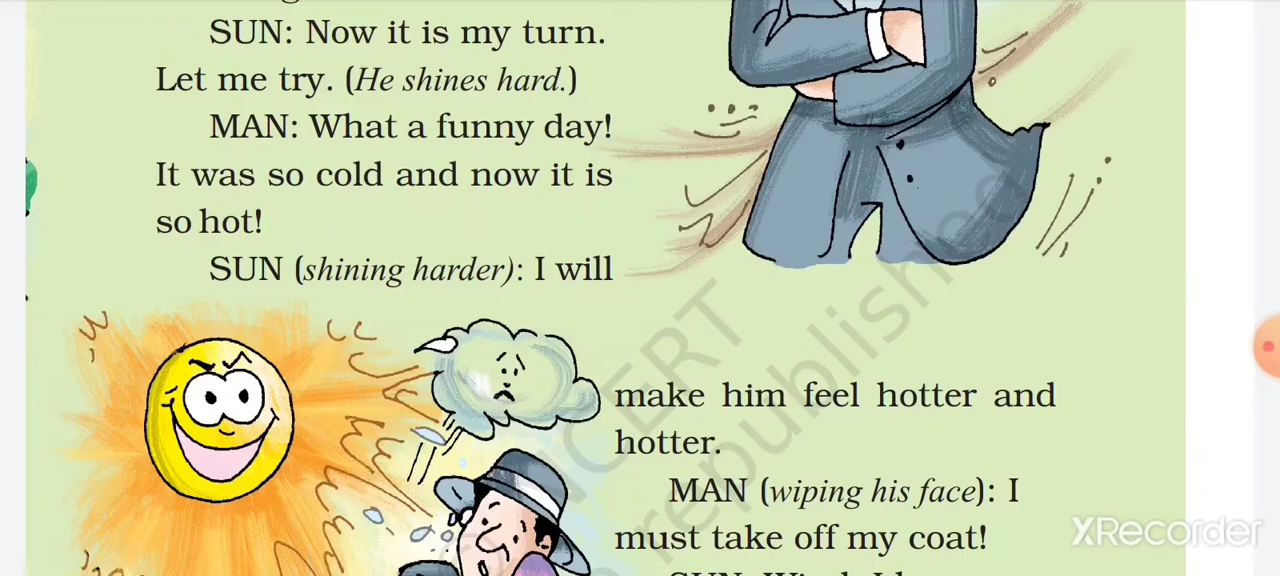 SUN: Now it is my turn.
Let me try. (He shines hard.)
MAN: What a funny day!
It was so cold and now it is
so hot!
SUN (shining harder): I will
make him feel hotter and
hotter.
MAN (wiping his face): I
must take off my coat!
NCERT
republished
XRecorder